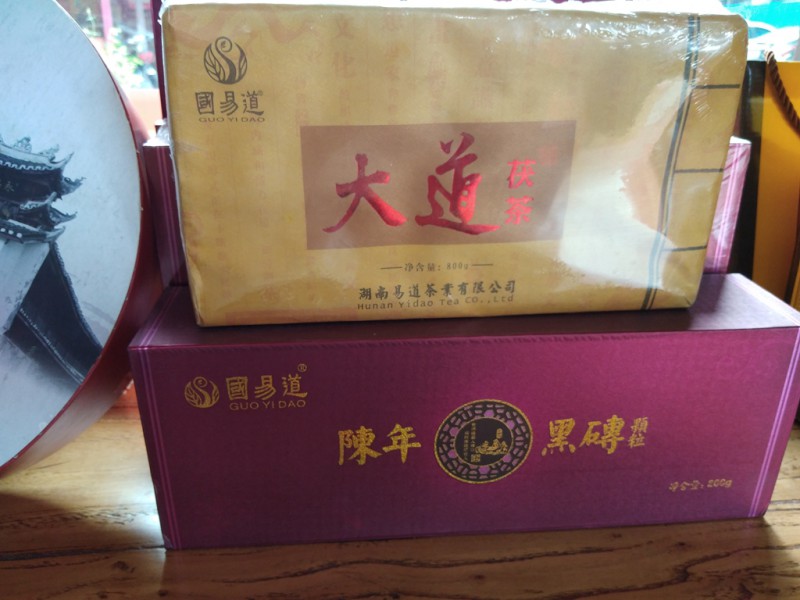 國易道®
GUO YI DAO
大道
茯茶
净含量: 800g
湖南易道茶業有限公司
Hunan Yidao Tea CO.,Ltd
國易道®
GUO YI DAO
陳年
黑磚
顆粒
净含量: 200g